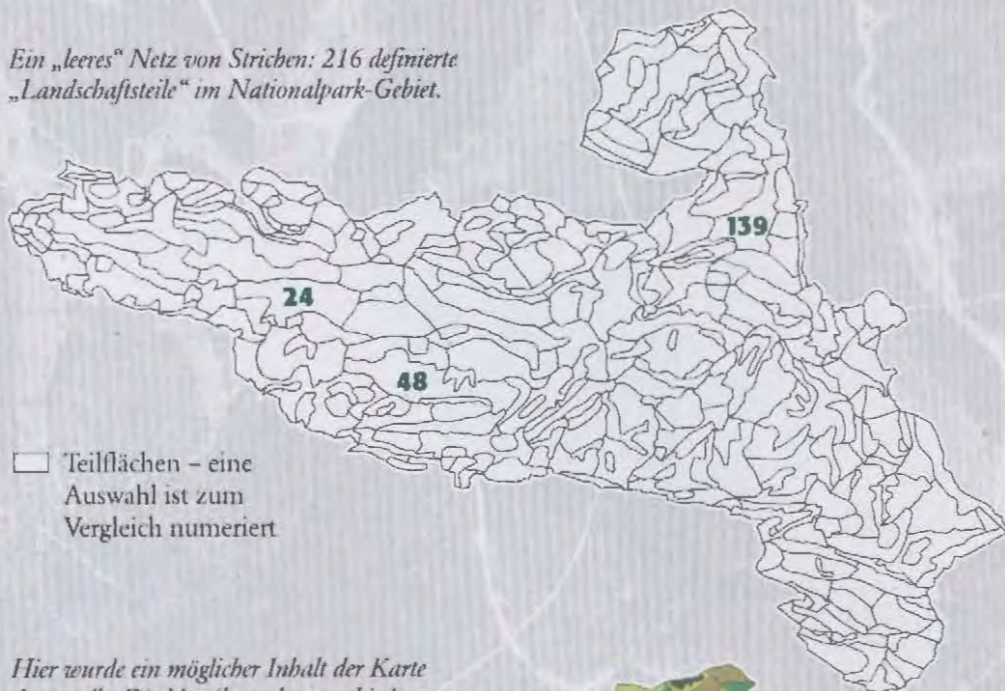 Ein „leeres“ Netz von Strichen: 216 definierte
„Landschaftsteile“ im Nationalpark-Gebiet.
139
24
48
Teilflächen – eine
Auswahl ist zum
Vergleich numeriert
Hier wurde ein möglicher Inhalt der Karte